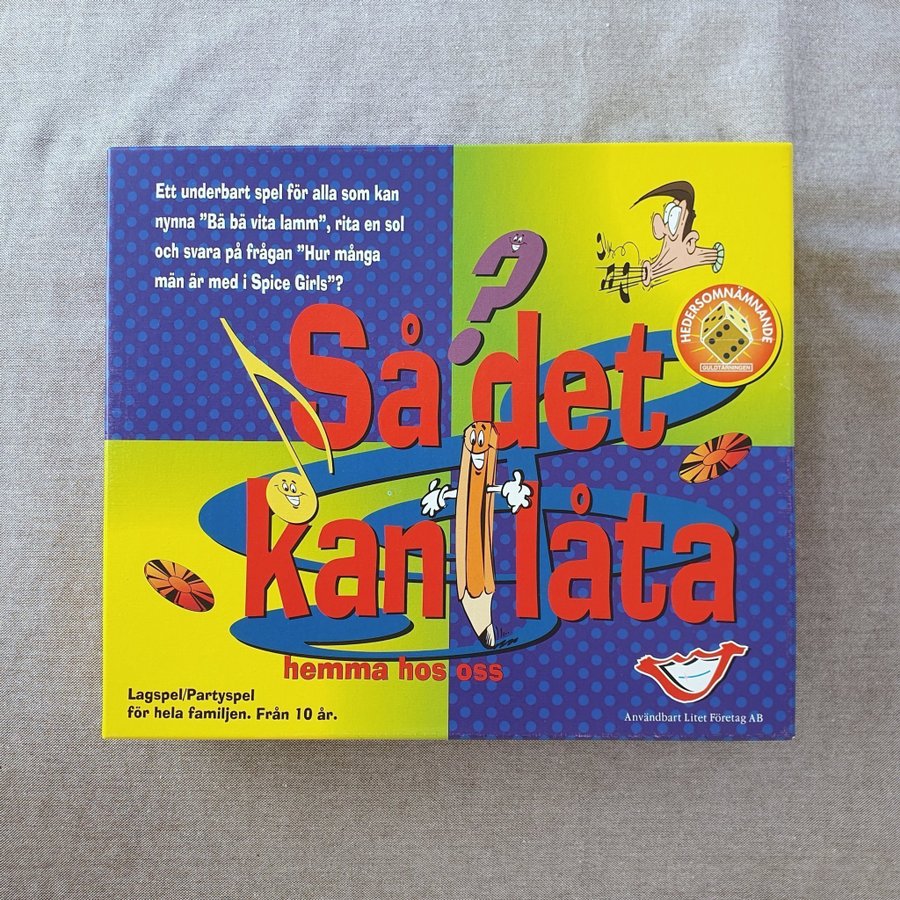 Ett underbart spel för alla som kan
nynna ”Bä bä vita lamm”, rita en sol
och svara på frågan ”Hur många
män är med i Spice Girls”?
?
HEDERSOMNÄMNANDE
GULDTÄRNINGEN
Så det
kan låta
hemma hos oss
Lagspel/Partyspel
för hela familjen. Från 10 år.
Användbart Litet Företag AB